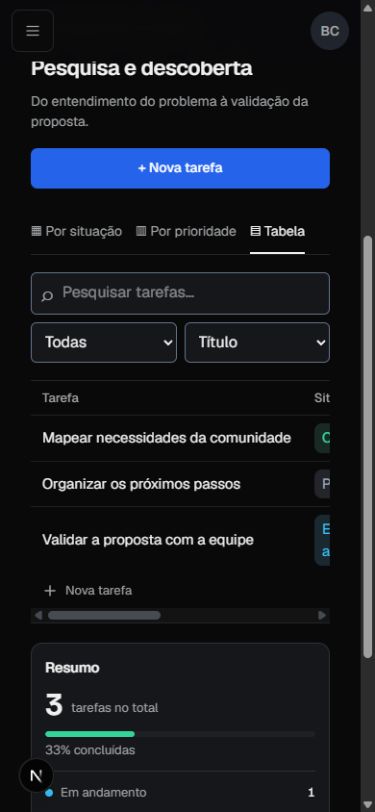 BC
Pesquisa e descoberta
Do entendimento do problema à validação da
proposta.
+ Nova tarefa
Por situação Por prioridade Tabela
Pesquisar tarefas...
Todas Título
Tarefa Sit
Mapear necessidades da comunidade C
Organizar os próximos passos P
Validar a proposta com a equipe E
a
+ Nova tarefa
Resumo
3 tarefas no total
33% concluídas
N
Em andamento 1